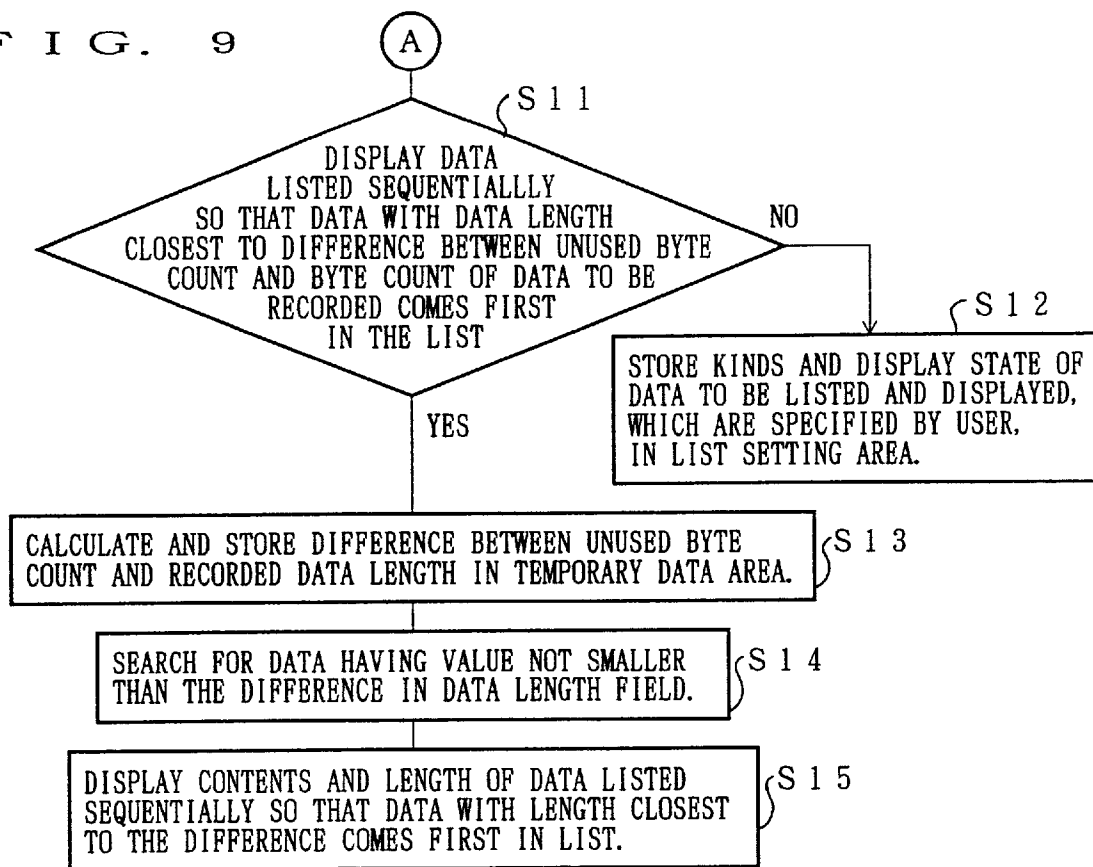 F I G. 9
A
S 1 1
DISPLAY DATA
LISTED SEQUENTIALLLY
SO THAT DATA WITH DATA LENGTH
CLOSEST TO DIFFERENCE BETWEEN UNUSED BYTE
COUNT AND BYTE COUNT OF DATA TO BE
RECORDED COMES FIRST
IN THE LIST
NO
YES
S 1 2
STORE KINDS AND DISPLAY STATE OF
DATA TO BE LISTED AND DISPLAYED,
WHICH ARE SPECIFIED BY USER,
IN LIST SETTING AREA.
CALCULATE AND STORE DIFFERENCE BETWEEN UNUSED BYTE
COUNT AND RECORDED DATA LENGTH IN TEMPORARY DATA AREA.
S 1 3
SEARCH FOR DATA HAVING VALUE NOT SMALLER
THAN THE DIFFERENCE IN DATA LENGTH FIELD.
S 1 4
DISPLAY CONTENTS AND LENGTH OF DATA LISTED
SEQUENTIALLY SO THAT DATA WITH LENGTH CLOSEST
TO THE DIFFERENCE COMES FIRST IN LIST.
S 1 5